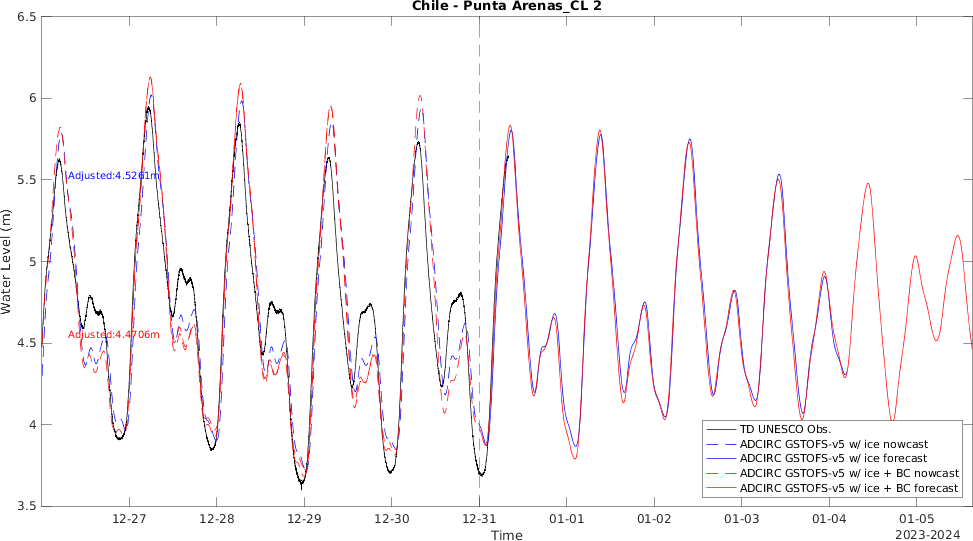 Chile - Punta Arenas_CL 2
Water Level (m)
6.5
6
5.5
5
4.5
4
3.5
Adjusted:4.5261m
Adjusted:4.4706m
TD UNESCO Obs.
ADCIRC GSTOFS-v5 w/ ice nowcast
ADCIRC GSTOFS-v5 w/ ice forecast
ADCIRC GSTOFS-v5 w/ ice + BC nowcast
ADCIRC GSTOFS-v5 w/ ice + BC forecast
12-27 12-28 12-29 12-30 12-31 01-01 01-02 01-03 01-04 01-05
Time
2023-2024